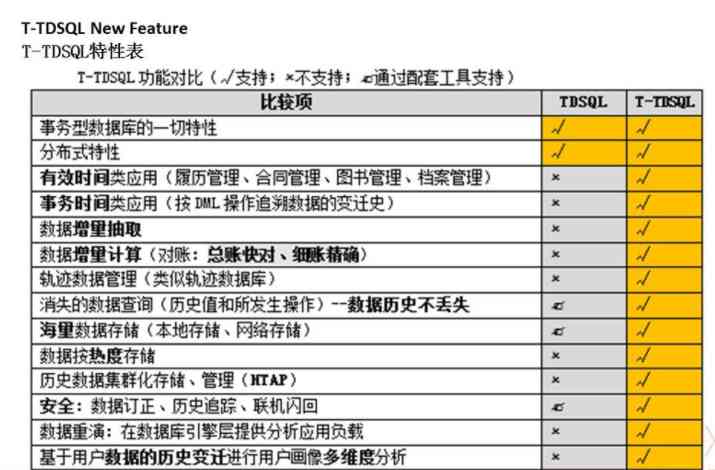 T-TDSQL New Feature
T-TDSQL特性表
T-TDSQL 功能对比（√支持；×不支持；✍通过配套工具支持）
比较项 TDSQL T-TDSQL
事务型数据库的一切特性 √ √
分布式特性 √ √
有效时间类应用（履历管理、合同管理、图书管理、档案管理） × √
事务时间类应用（按 DML 操作追溯数据的变迁史） × √
数据增量抽取 × √
数据增量计算（对账：总账快对、细账精确） × √
轨迹数据管理（类似轨迹数据库） × √
消失的数据查询（历史值和所发生操作）--数据历史不丢失 ✍ √
海量数据存储（本地存储、网络存储） ✍ √
数据按热度存储 × √
历史数据集群化存储、管理（HTAP） × √
安全：数据订正、历史追踪、联机闪回 ✍ √
数据重演：在数据库引擎层提供分析应用负载 × √
基于用户数据的历史变迁进行用户画像多维度分析 × √